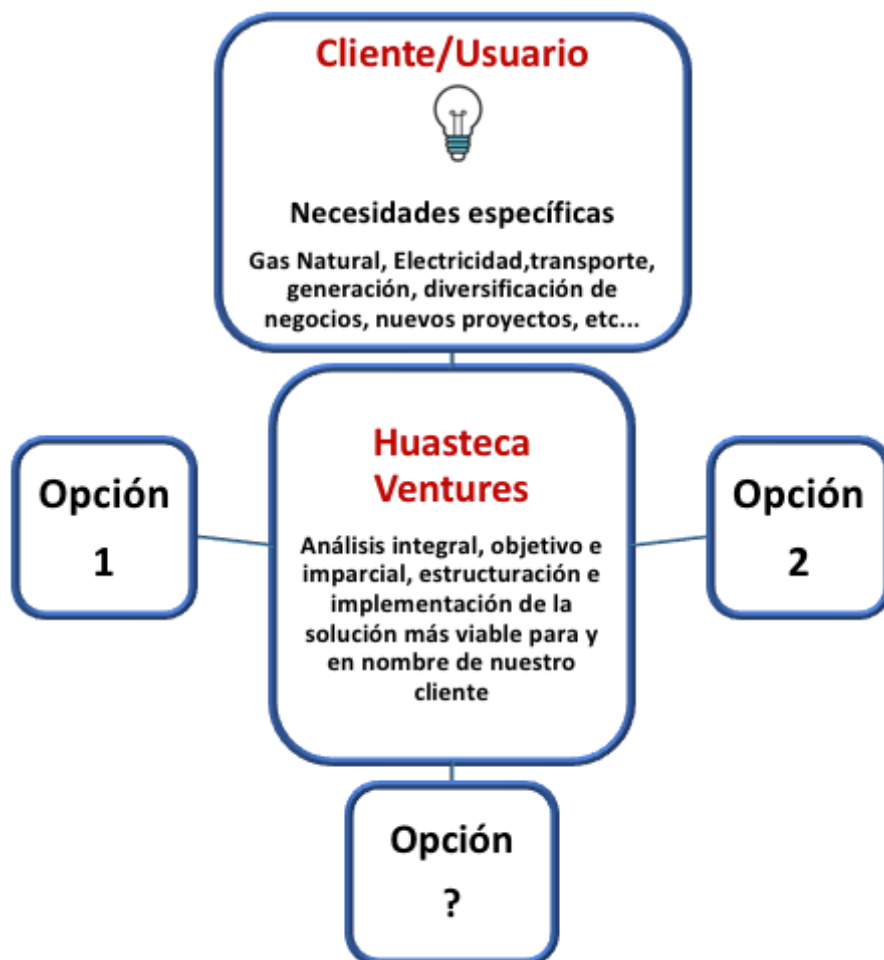 Cliente/Usuario
Necesidades específicas
Gas Natural, Electricidad,transporte,
generación, diversificación de
negocios, nuevos proyectos, etc...
Huasteca
Ventures
Análisis integral, objetivo e
imparcial, estructuración e
implementación de la
solución más viable para y
en nombre de nuestro
cliente
Opción
1
Opción
2
Opción
?